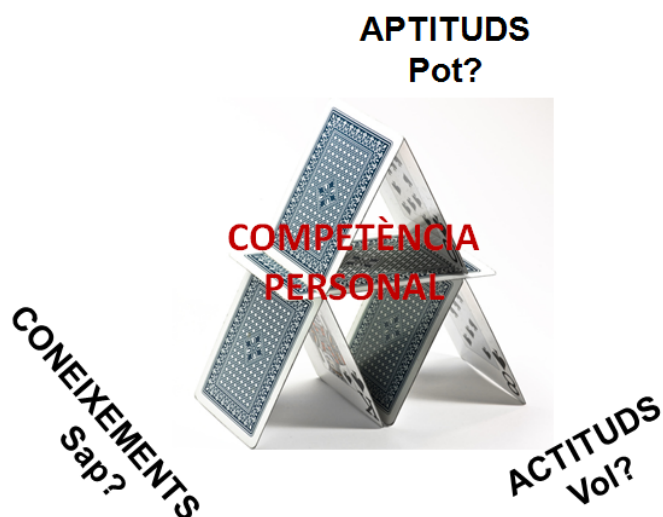 APTITUDS
Pot?
COMPETÈNCIA
PERSONAL
CONEIXEMENTS
Sap?
ACTITUDS
Vol?